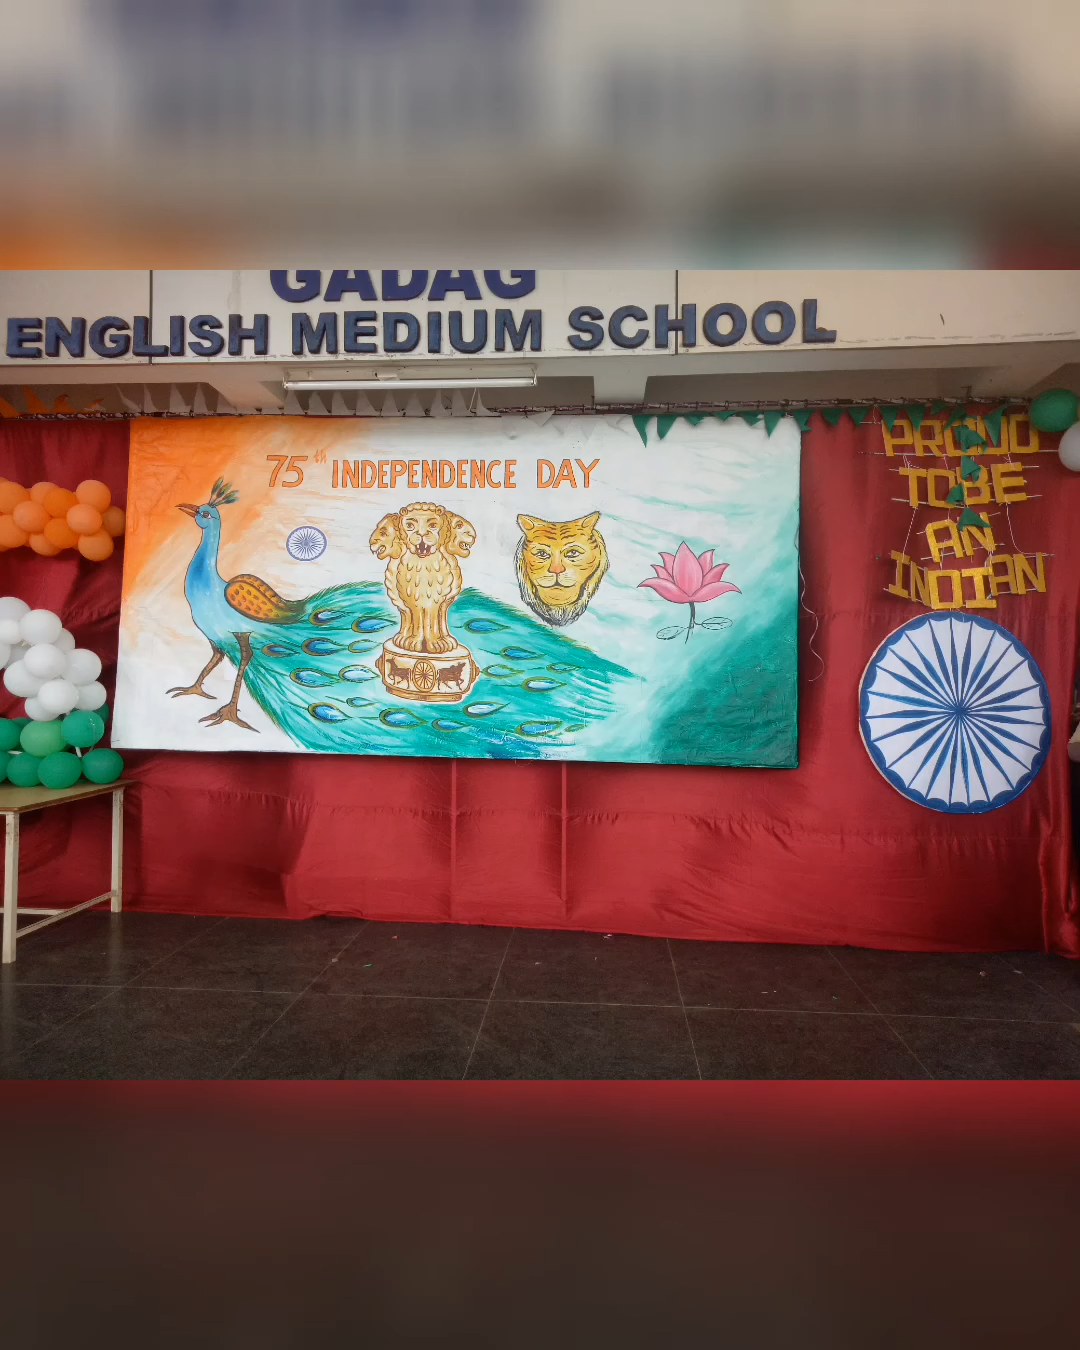 GADAG
ENGLISH MEDIUM SCHOOL
75th INDEPENDENCE DAY
PROUD
TO BE
AN
INDIAN